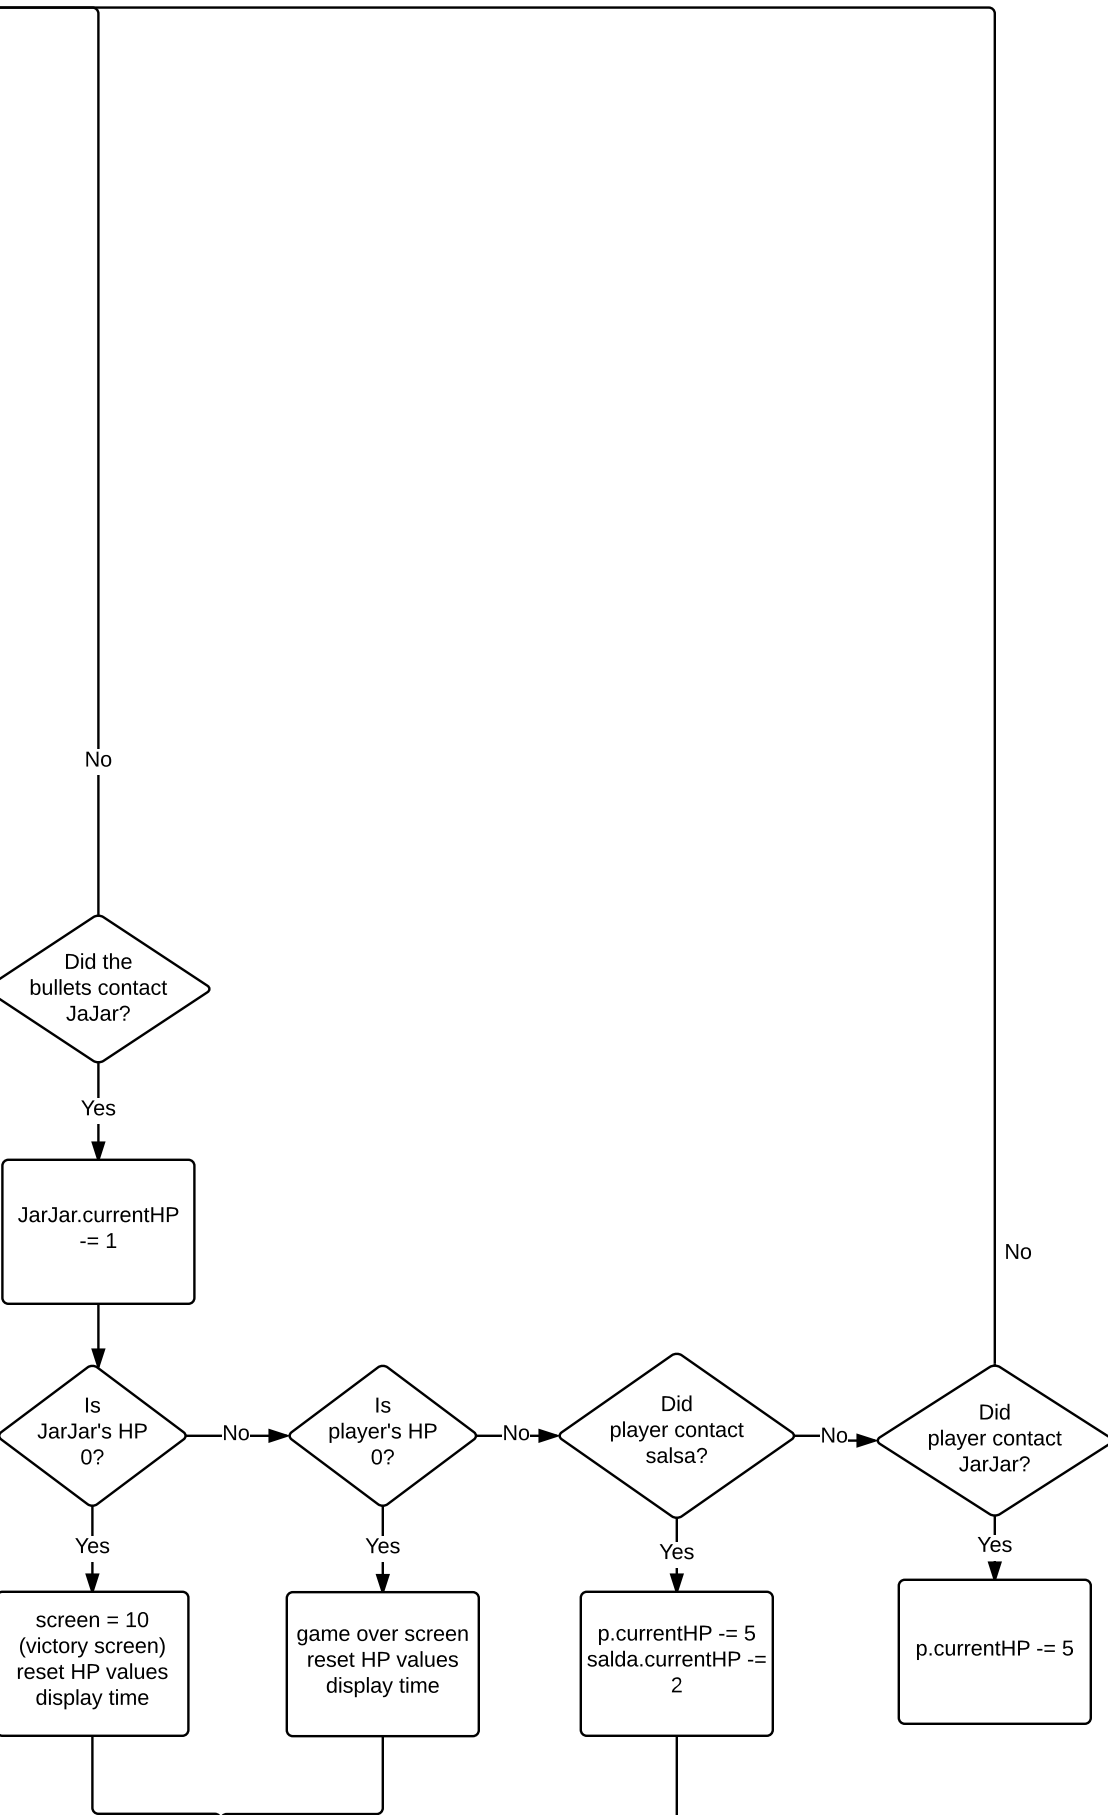 No
Did the
bullets contact
JaJar?
Yes
JarJar.currentHP
-= 1
No
Is
JarJar's HP
0?
No
Is
player's HP
0?
No
Did
player contact
salsa?
No
Did
player contact
JarJar?
Yes
Yes
Yes
Yes
screen = 10
(victory screen)
reset HP values
display time
game over screen
reset HP values
display time
p.currentHP -= 5
salda.currentHP -=
2
p.currentHP -= 5